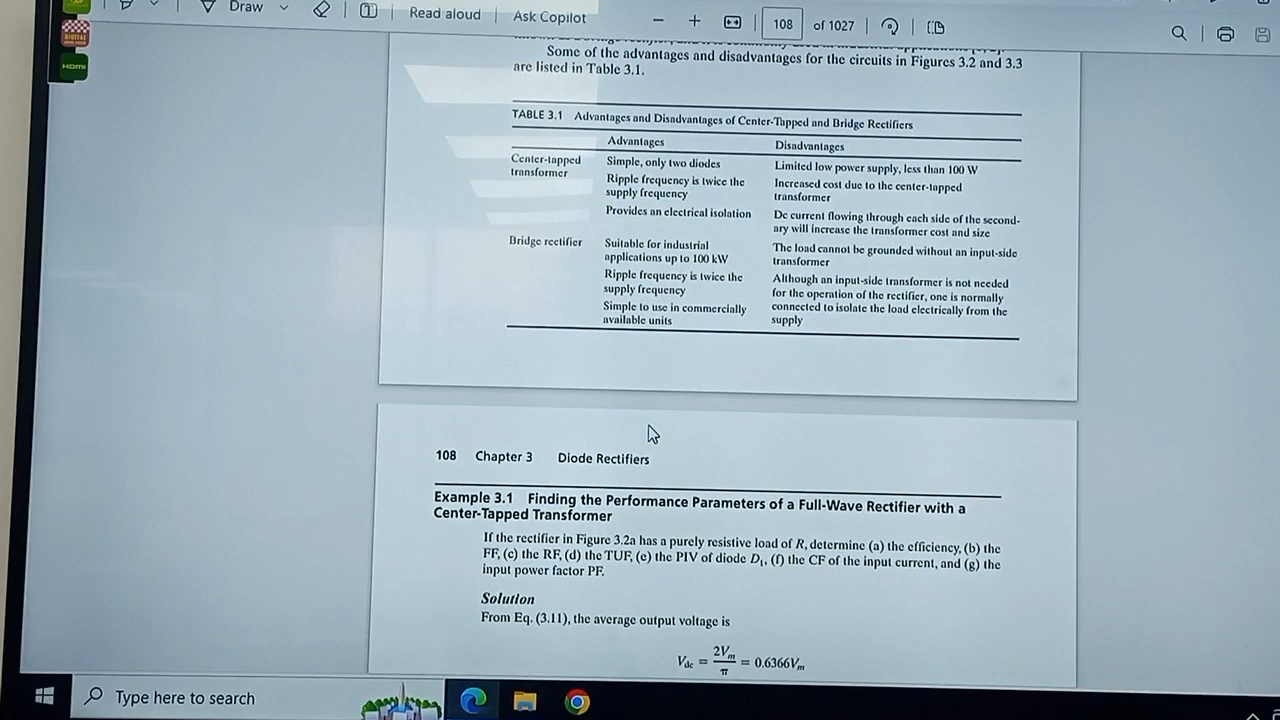 Draw
Read aloud
Ask Copilot
108
of 1027
DIGITAL
HDMI
Some of the advantages and disadvantages for the circuits in Figures 3.2 and 3.3
are listed in Table 3.1.
TABLE 3.1 Advantages and Disadvantages of Center-Tapped and Bridge Rectifiers
Advantages
Disadvantages
Center-tapped
transformer
Simple, only two diodes
Limited low power supply, less than 100 W
Ripple frequency is twice the
supply frequency
Increased cost due to the center-tapped
transformer
Provides an electrical isolation
Dc current flowing through each side of the second-
ary will increase the transformer cost and size
Bridge rectifier
Suitable for industrial
applications up to 100 kW
The load cannot be grounded without an input-side
transformer
Ripple frequency is twice the
supply frequency
Although an input-side transformer is not needed
for the operation of the rectifier, one is normally
connected to isolate the load electrically from the
supply
Simple to use in commercially
available units
108 Chapter 3 Diode Rectifiers
Example 3.1 Finding the Performance Parameters of a Full-Wave Rectifier with a
Center-Tapped Transformer
If the rectifier in Figure 3.2a has a purely resistive load of R, determine (a) the efficiency, (b) the
FF, (c) the RF, (d) the TUF, (e) the PIV of diode D₁, (f) the CF of the input current, and (g) the
input power factor PF.
Solution
From Eq. (3.11), the average output voltage is
Vdc = 2Vm/π = 0.6366Vm
Type here to search